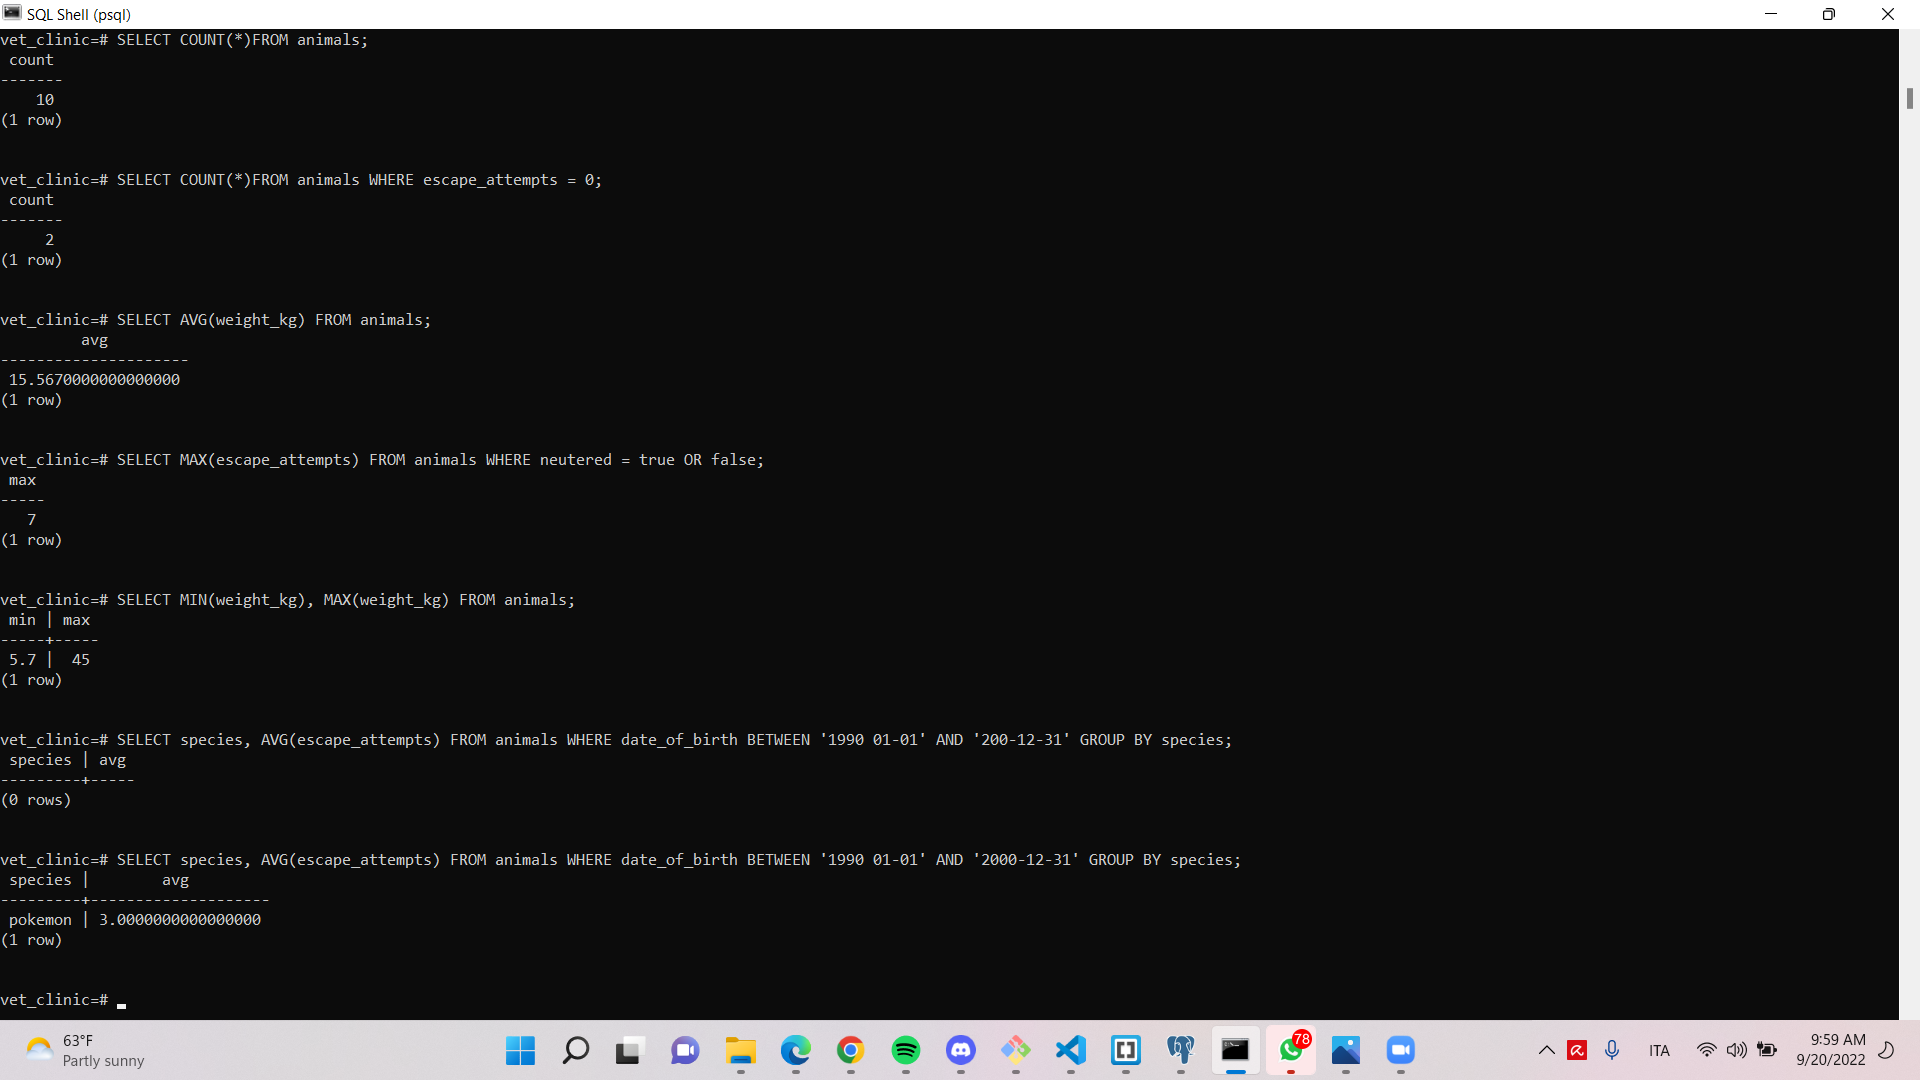 SQL Shell (psql)
vet_clinic=# SELECT COUNT(*)FROM animals;
 count
-------
    10
(1 row)
vet_clinic=# SELECT COUNT(*)FROM animals WHERE escape_attempts = 0;
 count
-------
     2
(1 row)
vet_clinic=# SELECT AVG(weight_kg) FROM animals;
         avg
---------------------
 15.5670000000000000
(1 row)
vet_clinic=# SELECT MAX(escape_attempts) FROM animals WHERE neutered = true OR false;
 max
-----
   7
(1 row)
vet_clinic=# SELECT MIN(weight_kg), MAX(weight_kg) FROM animals;
 min | max
-----+-----
 5.7 |  45
(1 row)
vet_clinic=# SELECT species, AVG(escape_attempts) FROM animals WHERE date_of_birth BETWEEN '1990 01-01' AND '200-12-31' GROUP BY species;
 species | avg
---------+-----
(0 rows)
vet_clinic=# SELECT species, AVG(escape_attempts) FROM animals WHERE date_of_birth BETWEEN '1990 01-01' AND '2000-12-31' GROUP BY species;
 species |        avg
---------+--------------------
 pokemon | 3.0000000000000000
(1 row)
vet_clinic=#
63°F
Partly sunny
78
ITA
9:59 AM
9/20/2022